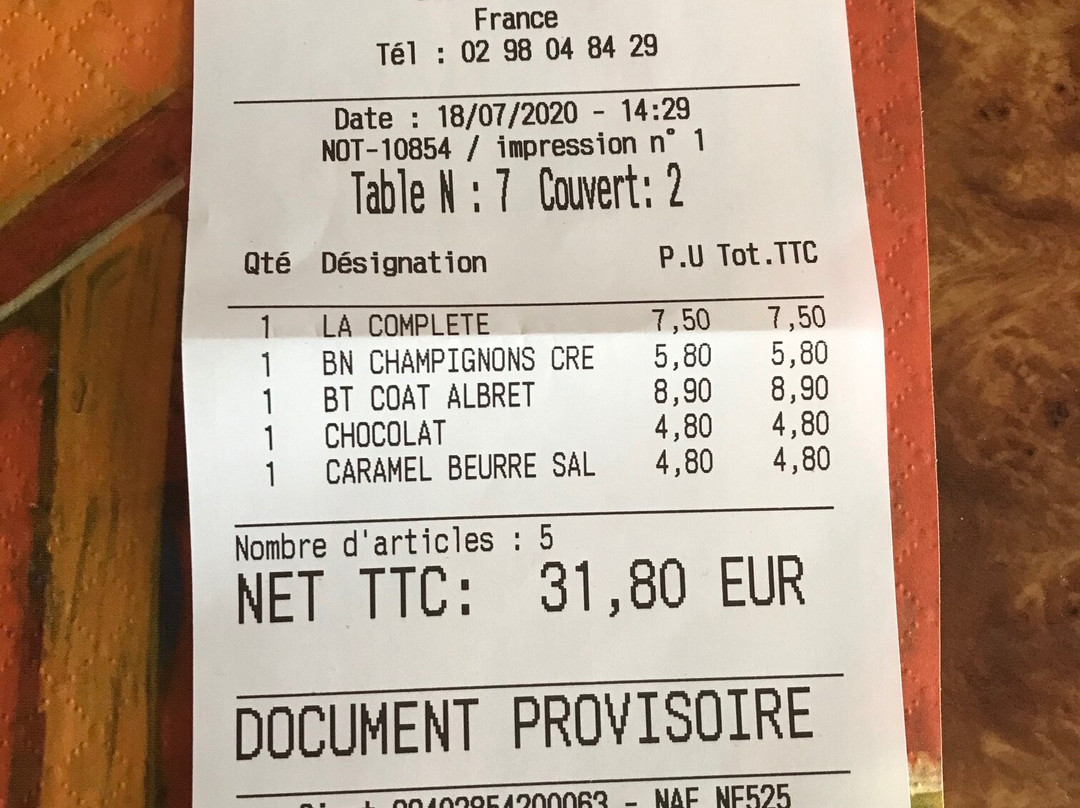 France
Tél : 02 98 04 84 29
Date : 18/07/2020 - 14:29
NOT-10854 / impression n° 1
Table N : 7 Couvert: 2
Qté Désignation P.U Tot.TTC
1 LA COMPLETE 7,50 7,50
1 BN CHAMPIGNONS CRE 5,80 5,80
1 BT COAT ALBRET 8,90 8,90
1 CHOCOLAT 4,80 4,80
1 CARAMEL BEURRE SAL 4,80 4,80
Nombre d'articles : 5
NET TTC: 31,80 EUR
DOCUMENT PROVISOIRE
- NAF NF525